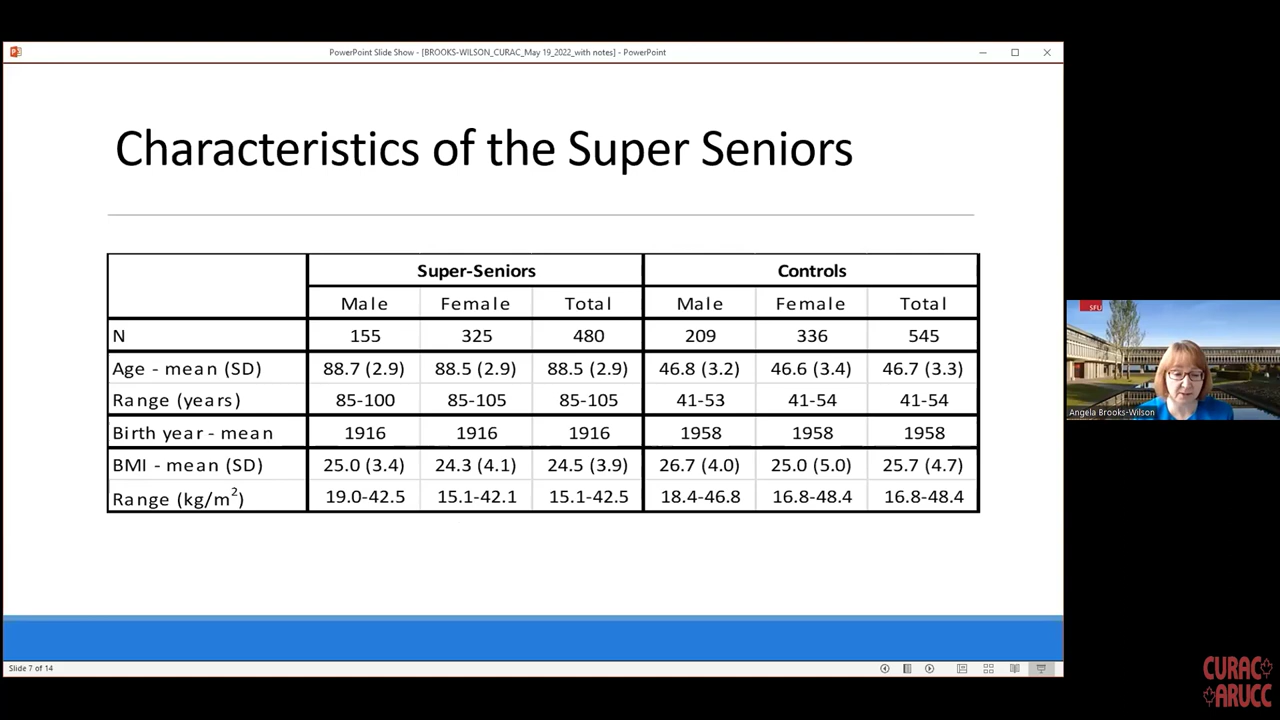 PowerPoint Slide Show - [BROOKS-WILSON_CURAC_May 19_2022_with notes] - PowerPoint
Characteristics of the Super Seniors
Super-Seniors Controls
Male Female Total Male Female Total
N 155 325 480 209 336 545
Age - mean (SD) 88.7 (2.9) 88.5 (2.9) 88.5 (2.9) 46.8 (3.2) 46.6 (3.4) 46.7 (3.3)
Range (years) 85-100 85-105 85-105 41-53 41-54 41-54
Birth year - mean 1916 1916 1916 1958 1958 1958
BMI - mean (SD) 25.0 (3.4) 24.3 (4.1) 24.5 (3.9) 26.7 (4.0) 25.0 (5.0) 25.7 (4.7)
Range (kg/m²) 19.0-42.5 15.1-42.1 15.1-42.5 18.4-46.8 16.8-48.4 16.8-48.4
SFU
Angela Brooks-Wilson
Slide 7 of 14
CURAC
ARUCC